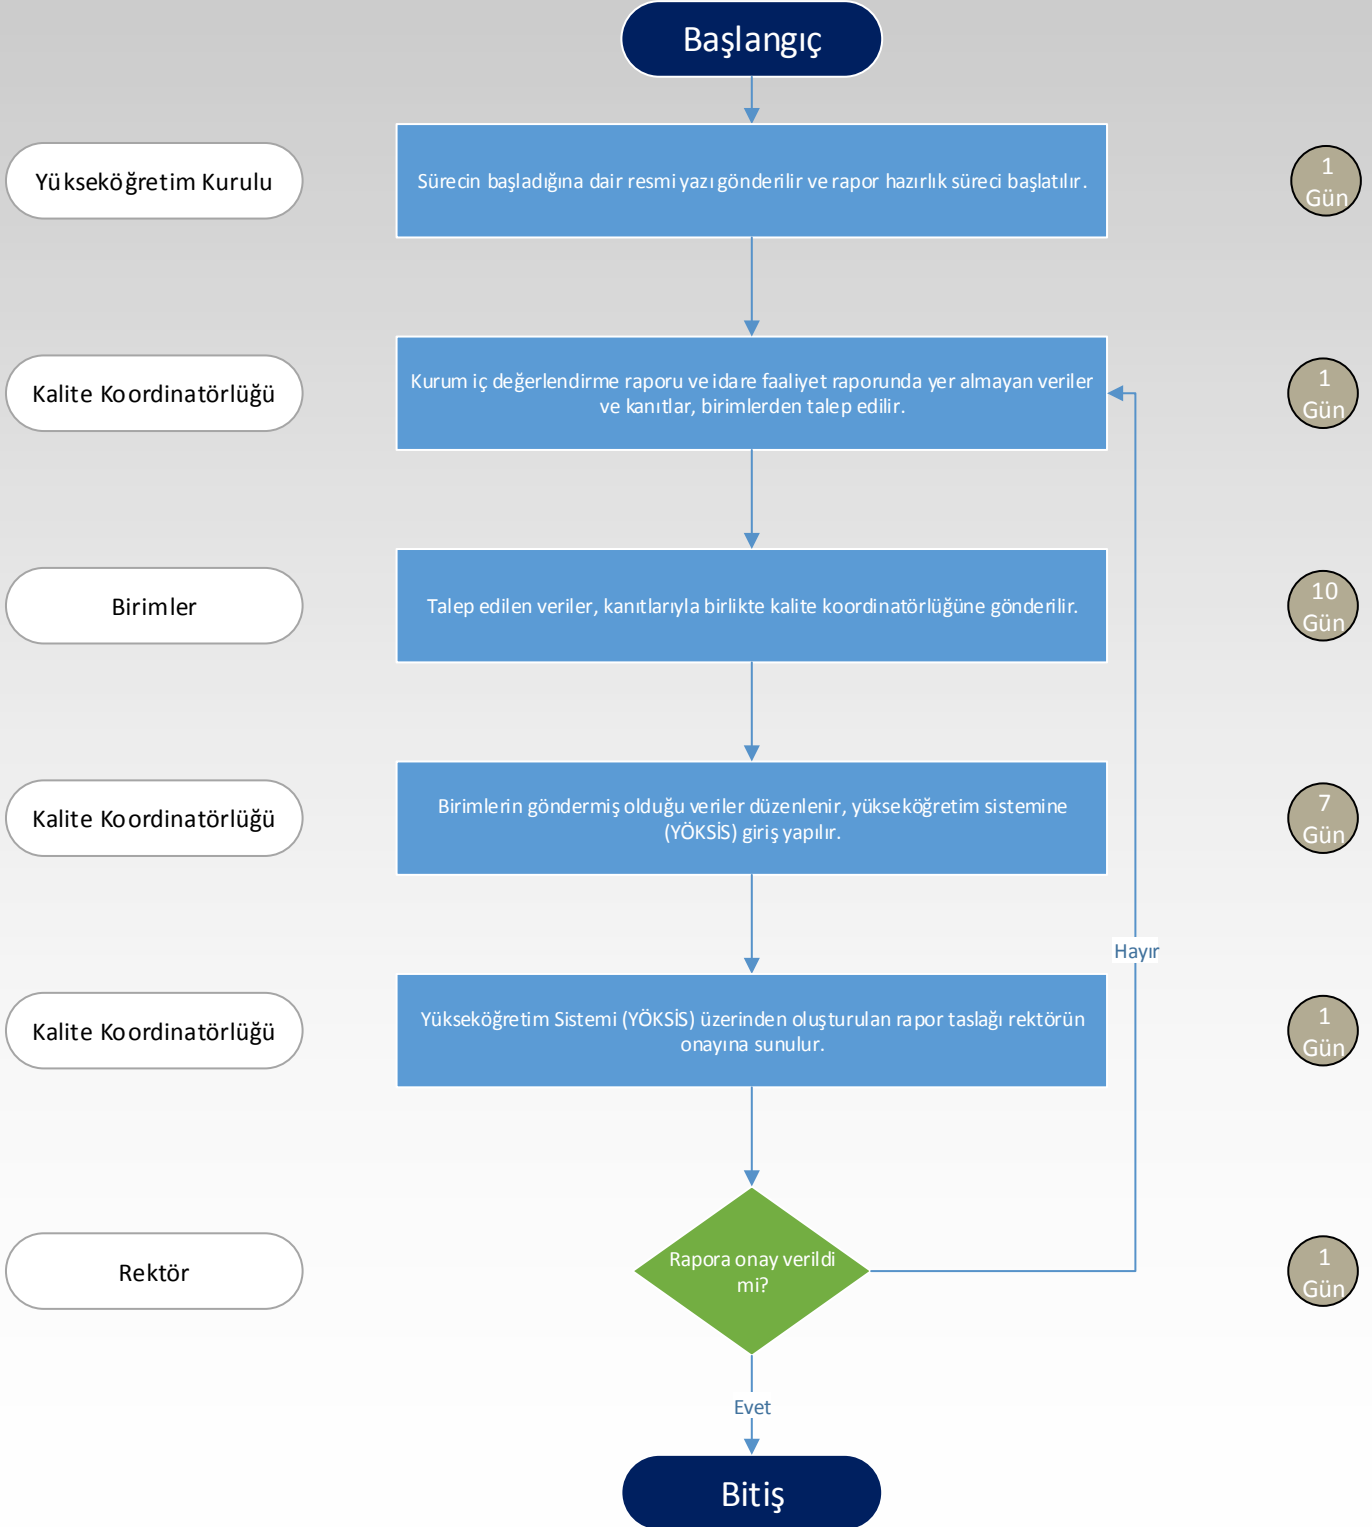 Başlangıç
Yükseköğretim Kurulu
Sürecin başladığına dair resmi yazı gönderilir ve rapor hazırlık süreci başlatılır.
1
Gün
Kalite Koordinatörlüğü
Kurum iç değerlendirme raporu ve idare faaliyet raporunda yer almayan veriler
ve kanıtlar, birimlerden talep edilir.
1
Gün
Birimler
Talep edilen veriler, kanıtlarıyla birlikte kalite koordinatörlüğüne gönderilir.
10
Gün
Kalite Koordinatörlüğü
Birimlerin göndermiş olduğu veriler düzenlenir, yükseköğretim sistemine
(YÖKSİS) giriş yapılır.
7
Gün
Hayır
Kalite Koordinatörlüğü
Yükseköğretim Sistemi (YÖKSİS) üzerinden oluşturulan rapor taslağı rektörün
onayına sunulur.
1
Gün
Rektör
Rapora onay verildi
mi?
1
Gün
Evet
Bitiş